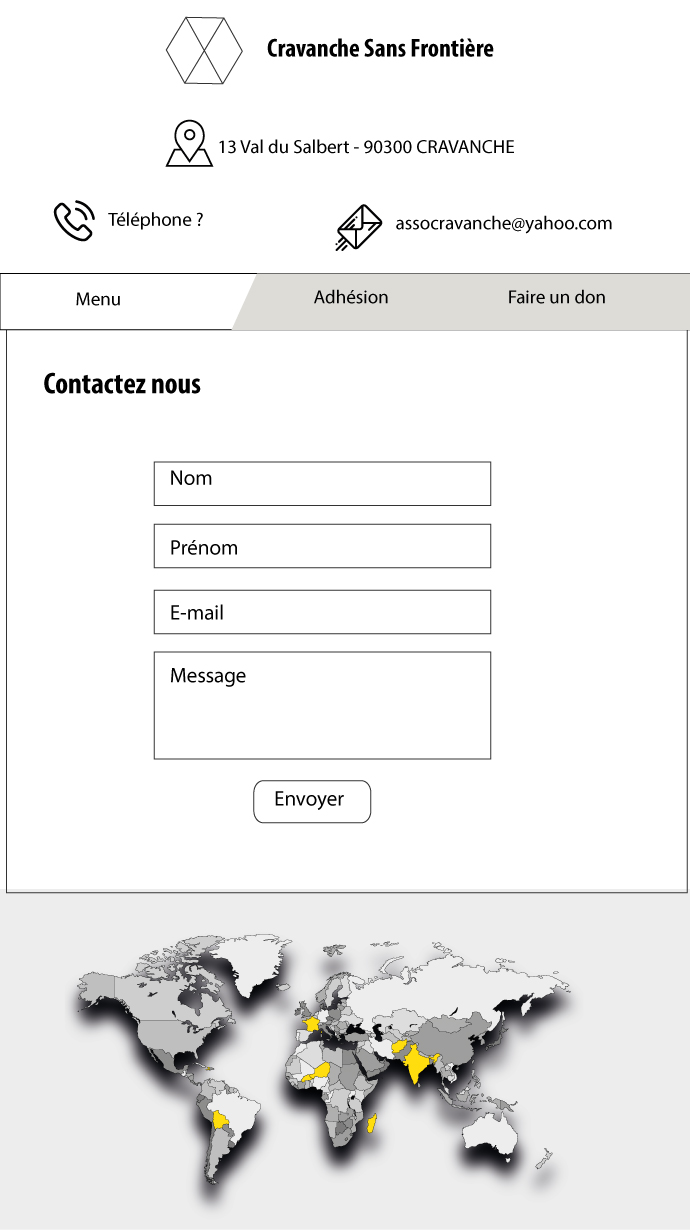 Cravanche Sans Frontière
13 Val du Salbert - 90300 CRAVANCHE
Téléphone ?
assocravanche@yahoo.com
Menu
Adhésion
Faire un don
Contactez nous
Nom
Prénom
E-mail
Message
Envoyer